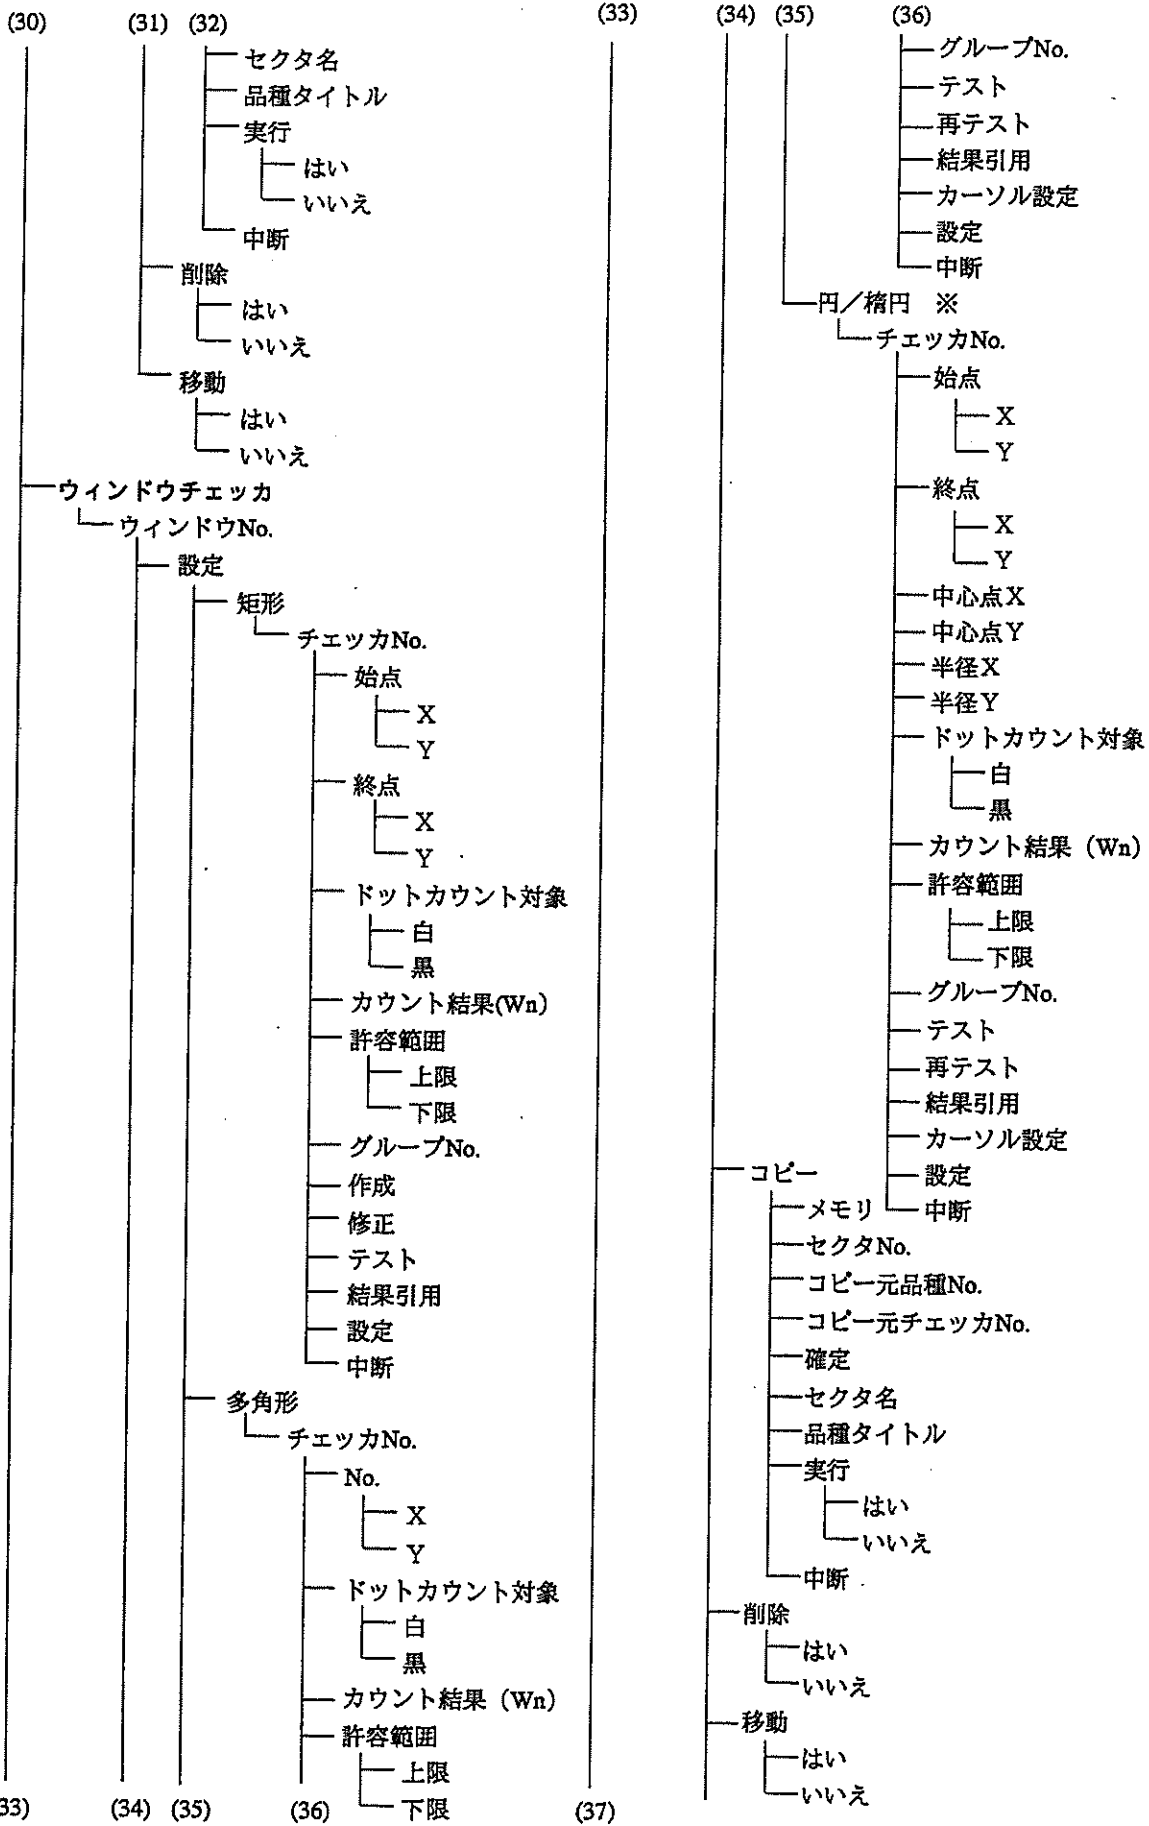 (30)
(31)
(32)
セクタ名
品種タイトル
実行
はい
いいえ
中断
削除
はい
いいえ
移動
はい
いいえ
ウィンドウチェッカ
ウィンドウNo.
設定
矩形
チェッカNo.
始点
X
Y
終点
X
Y
ドットカウント対象
白
黒
カウント結果(Wn)
許容範囲
上限
下限
グループNo.
作成
修正
テスト
結果引用
設定
中断
多角形
チェッカNo.
No.
X
Y
ドットカウント対象
白
黒
カウント結果(Wn)
許容範囲
上限
下限
33)
(34)
(35)
(36)
(33)
(34)
(35)
(36)
グループNo.
テスト
再テスト
結果引用
カーソル設定
設定
中断
円/楕円 ※
チェッカNo.
始点
X
Y
終点
X
Y
中心点X
中心点Y
半径X
半径Y
ドットカウント対象
白
黒
カウント結果(Wn)
許容範囲
上限
下限
グループNo.
テスト
再テスト
結果引用
カーソル設定
設定
中断
コピー
メモリ
セクタNo.
コピー元品種No.
コピー元チェッカNo.
確定
セクタ名
品種タイトル
実行
はい
いいえ
中断
削除
はい
いいえ
移動
はい
いいえ
(37)